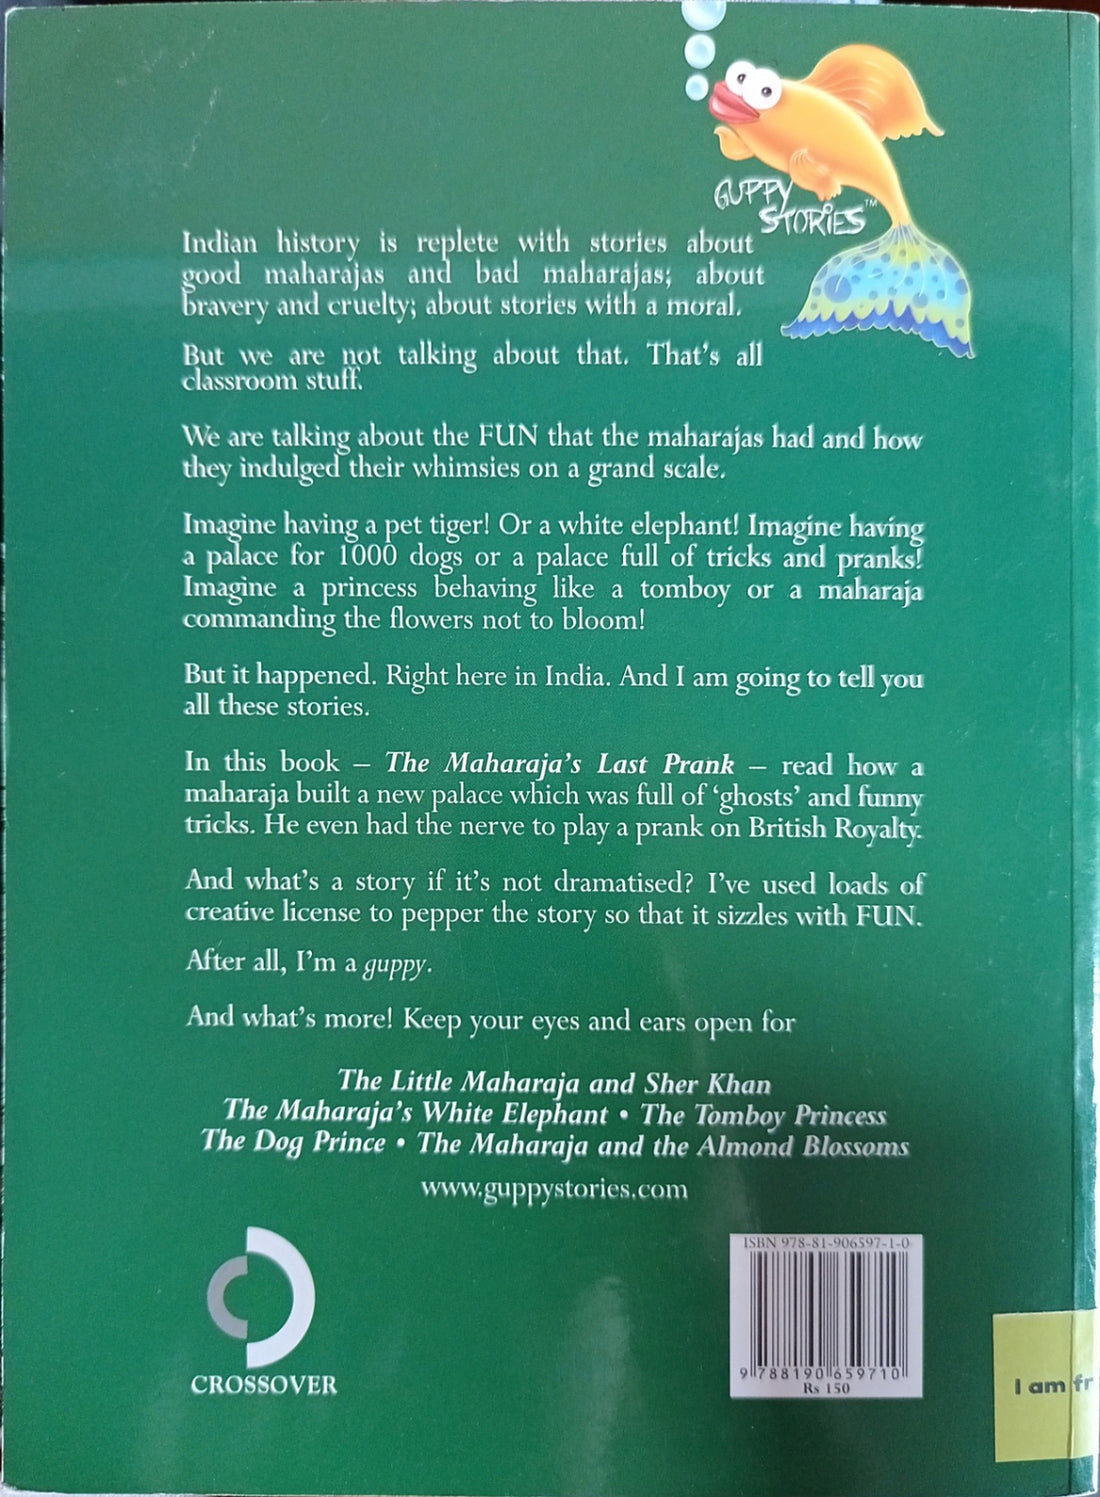 GUPPY
STORIES™
Indian history is replete with stories about
good maharajas and bad maharajas; about
bravery and cruelty; about stories with a moral.
But we are not talking about that. That's all
classroom stuff.
We are talking about the FUN that the maharajas had and how
they indulged their whimsies on a grand scale.
Imagine having a pet tiger! Or a white elephant! Imagine having
a palace for 1000 dogs or a palace full of tricks and pranks!
Imagine a princess behaving like a tomboy or a maharaja
commanding the flowers not to bloom!
But it happened. Right here in India. And I am going to tell you
all these stories.
In this book – The Maharaja's Last Prank – read how a
maharaja built a new palace which was full of 'ghosts' and funny
tricks. He even had the nerve to play a prank on British Royalty.
And what's a story if it's not dramatised? I've used loads of
creative license to pepper the story so that it sizzles with FUN.
After all, I'm a guppy.
And what's more! Keep your eyes and ears open for
The Little Maharaja and Sher Khan
The Maharaja's White Elephant • The Tomboy Princess
The Dog Prince • The Maharaja and the Almond Blossoms
www.guppystories.com
CROSSOVER
ISBN 978-81-906597-1-0
9 788190 659710
Rs 150
I am fr